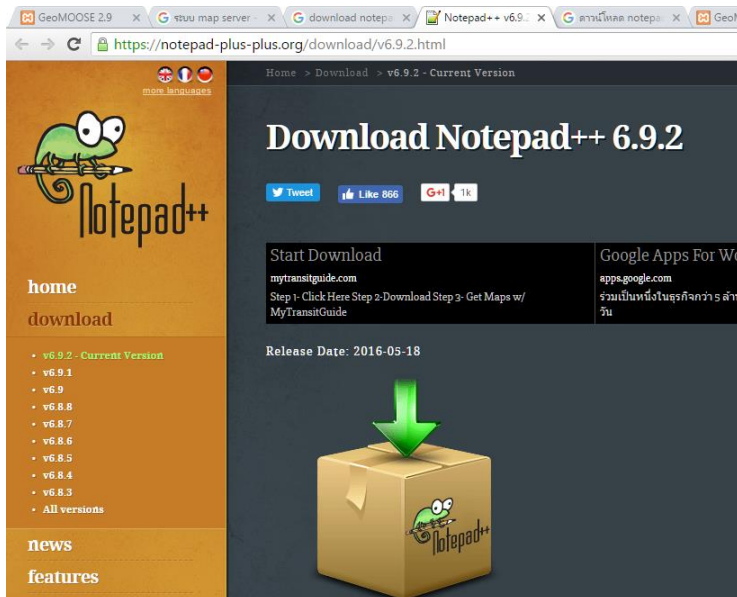 GeoMOOSE 2.9
ระบบ map server -
download notepa
Notepad++ v6.9.
ดาวน์โหลด notepa
GeoM
https://notepad-plus-plus.org/download/v6.9.2.html
more languages
Notepad++
home
download
• v6.9.2 - Current Version
• v6.9.1
• v6.9
• v6.8.8
• v6.8.7
• v6.8.6
• v6.8.5
• v6.8.4
• v6.8.3
• All versions
news
features
Home > Download > v6.9.2 - Current Version
Download Notepad++ 6.9.2
Tweet
Like 866
G+1 1k
Start Download
mytransitguide.com
Step 1- Click Here Step 2-Download Step 3- Get Maps w/
MyTransitGuide
Google Apps For Wo
apps.google.com
ร่วมเป็นหนึ่งในธุรกิจกว่า 5 ล้าน
วัน
Release Date: 2016-05-18
Notepad++